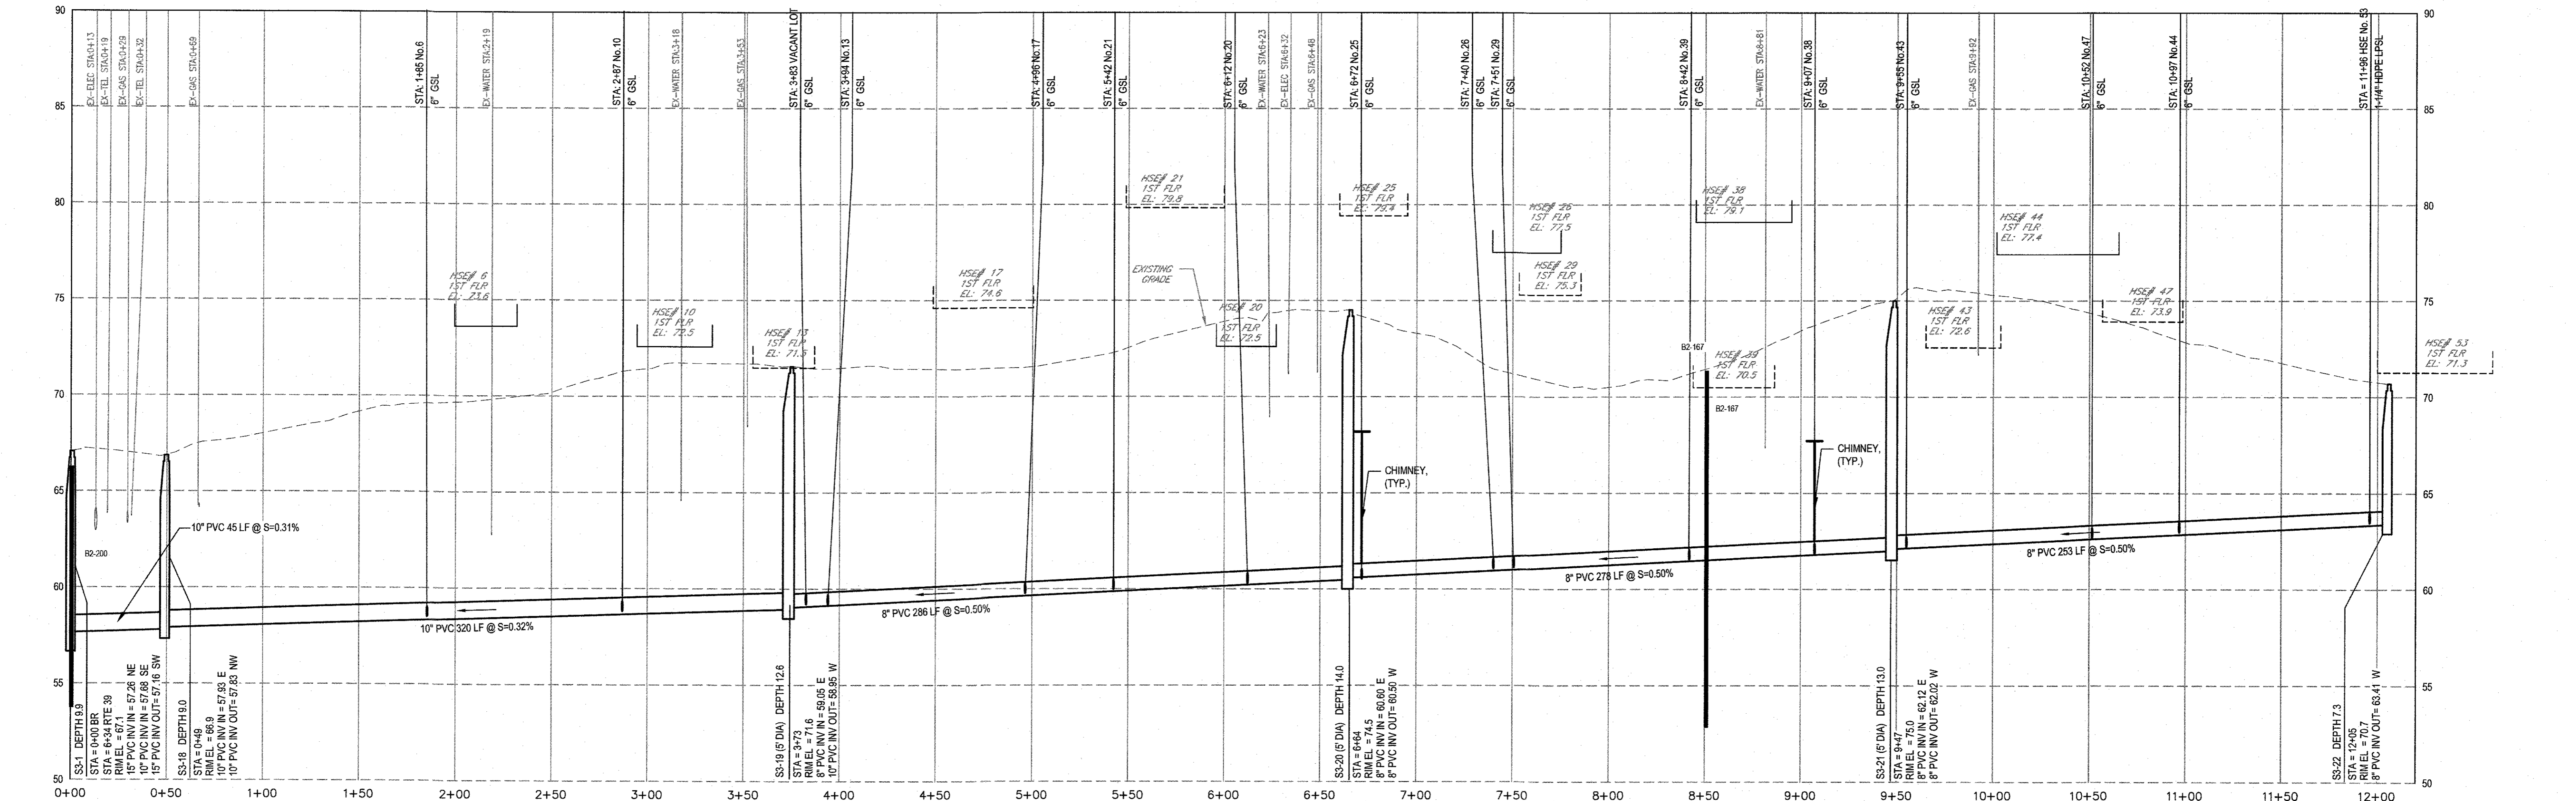 90
85
80
75
70
65
60
55
50
EX-ELEC STA:0+13
EX-TEL STA:0+19
EX-GAS STA:0+29
EX-TEL STA:0+32
EX-GAS STA:0+69
STA: 1+85 No.6
6" GSL
EX-WATER STA:2+19
STA: 2+87 No.10
6" GSL
EX-WATER STA:3+18
EX-GAS STA:3+53
STA: 3+83 VACANT LOT
6" GSL
STA: 3+94 No.13
6" GSL
STA: 4+96 No.17
6" GSL
STA: 5+42 No.21
6" GSL
STA: 6+12 No.20
6" GSL
EX-WATER STA:6+23
EX-ELEC STA:6+32
EX-GAS STA:6+48
STA: 6+72 No.25
6" GSL
STA: 7+40 No.26
STA: 7+51 No.29
6" GSL
STA: 8+42 No.39
6" GSL
EX-WATER STA:8+81
STA: 9+07 No.38
6" GSL
STA: 9+55 No.43
6" GSL
EX-GAS STA:9+92
STA: 10+52 No.47
6" GSL
STA: 10+97 No.44
6" GSL
STA = 11+96 HSE No. 53
1-1/4" HDPE LPSL
90
85
80
75
70
65
60
55
50
HSE# 6
1ST FLR
EL: 73.6
HSE# 10
1ST FLR
EL: 72.5
HSE# 13
1ST FLR
EL: 71.5
HSE# 17
1ST FLR
EL: 74.6
EXISTING
GRADE
HSE# 21
1ST FLR
EL: 79.8
HSE# 20
1ST FLR
EL: 72.5
HSE# 25
1ST FLR
EL: 79.4
HSE# 26
1ST FLR
EL: 77.5
HSE# 29
1ST FLR
EL: 75.3
HSE# 38
1ST FLR
EL: 79.1
B2-167
HSE# 39
1ST FLR
EL: 70.5
B2-167
HSE# 43
1ST FLR
EL: 72.6
HSE# 44
1ST FLR
EL: 77.4
HSE# 47
1ST FLR
EL: 73.9
HSE# 53
1ST FLR
EL: 71.3
CHIMNEY,
(TYP.)
CHIMNEY,
(TYP.)
10" PVC 45 LF @ S=0.31%
B2-200
10" PVC 320 LF @ S=0.32%
8" PVC 286 LF @ S=0.50%
8" PVC 278 LF @ S=0.50%
8" PVC 253 LF @ S=0.50%
S3-1 DEPTH 9.9
STA = 0+00 BR
STA = 6+34 RTE 39
RIM EL = 67.1
15" PVC INV IN = 57.26 NE
10" PVC INV IN = 57.68 SE
15" PVC INV OUT= 57.16 SW
S3-18 DEPTH 9.0
STA = 0+49
RIM EL = 66.9
10" PVC INV IN = 57.93 E
10" PVC INV OUT= 57.83 NW
S3-19 (5' DIA) DEPTH 12.6
STA = 3+73
RIM EL = 71.6
8" PVC INV IN = 59.05 E
10" PVC INV OUT= 58.95 W
S3-20 (5' DIA) DEPTH 14.0
STA = 6+64
RIM EL = 74.5
8" PVC INV IN = 60.60 E
8" PVC INV OUT= 60.50 W
S3-21 (5' DIA) DEPTH 13.0
STA = 9+47
RIM EL = 75.0
8" PVC INV IN = 62.12 E
8" PVC INV OUT= 62.02 W
S3-22 DEPTH 7.3
STA = 12+05
RIM EL = 70.7
8" PVC INV OUT= 63.41 W
0+00 0+50 1+00 1+50 2+00 2+50 3+00 3+50 4+00 4+50 5+00 5+50 6+00 6+50 7+00 7+50 8+00 8+50 9+00 9+50 10+00 10+50 11+00 11+50 12+00